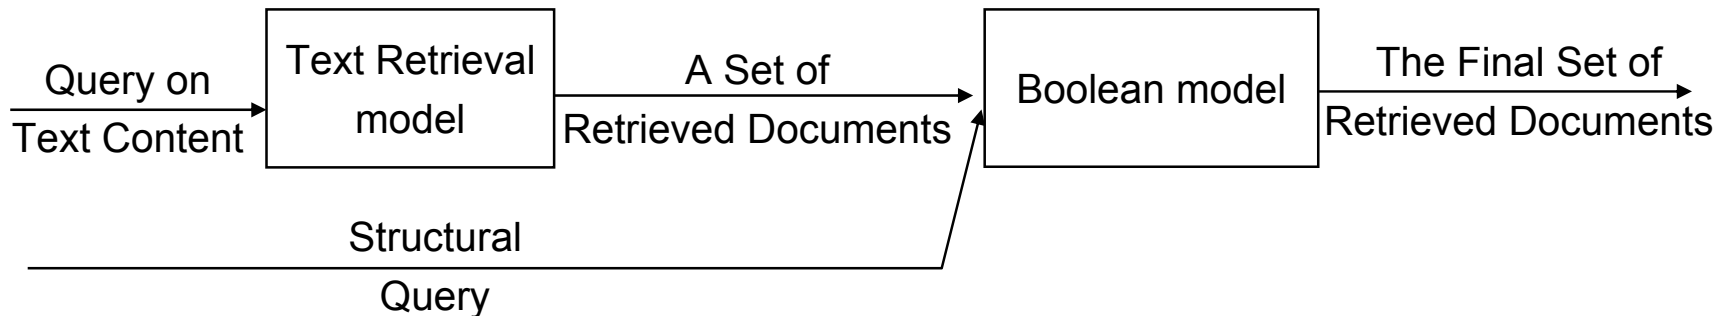 Query on
Text Content
Text Retrieval
model
A Set of
Retrieved Documents
Boolean model
The Final Set of
Retrieved Documents
Structural
Query